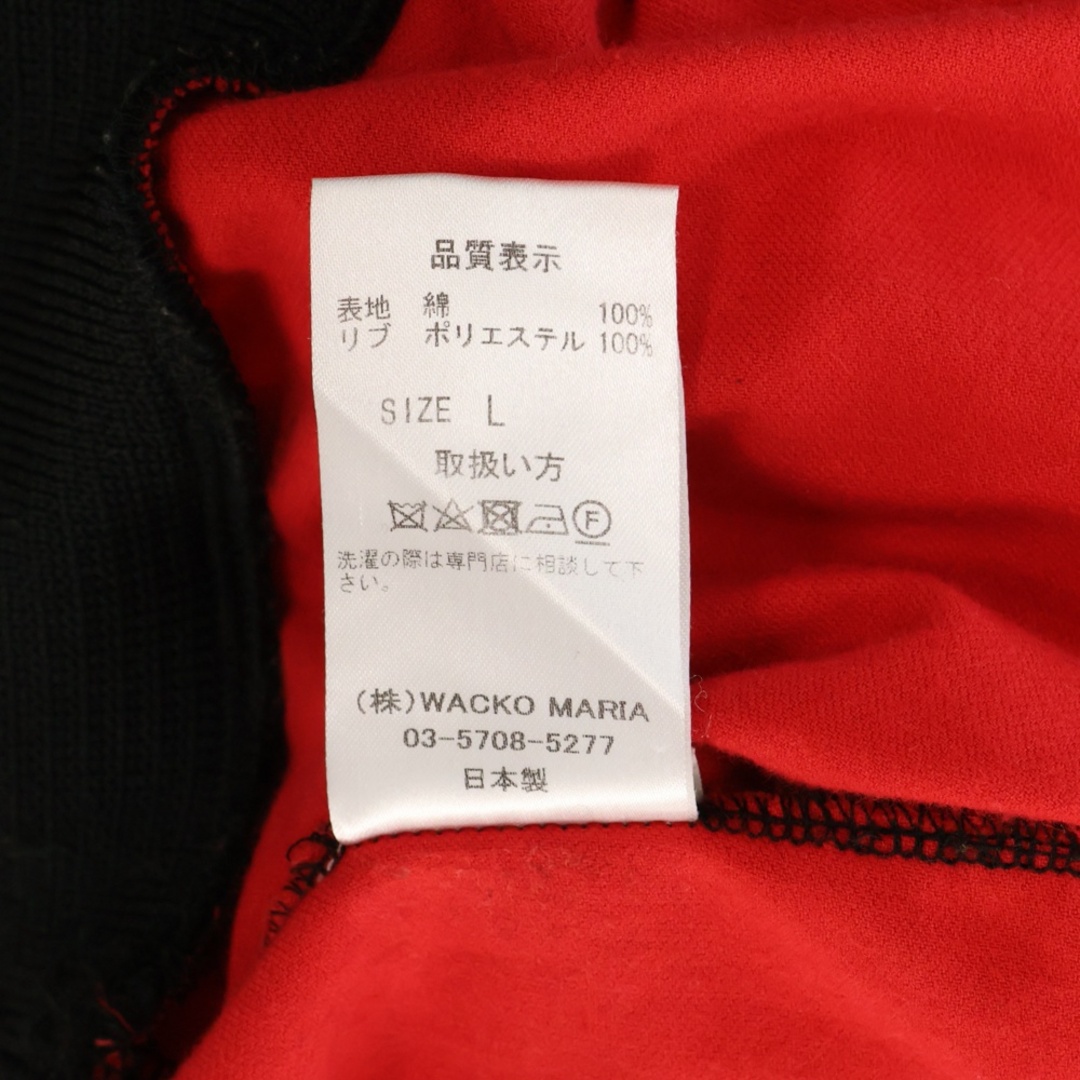 品質表示
表地 綿 100%
リブ ポリエステル 100%
SIZE L
取扱い方
F
洗濯の際は専門店に相談して下
さい。
(株)WACKO MARIA
03-5708-5277
日本製